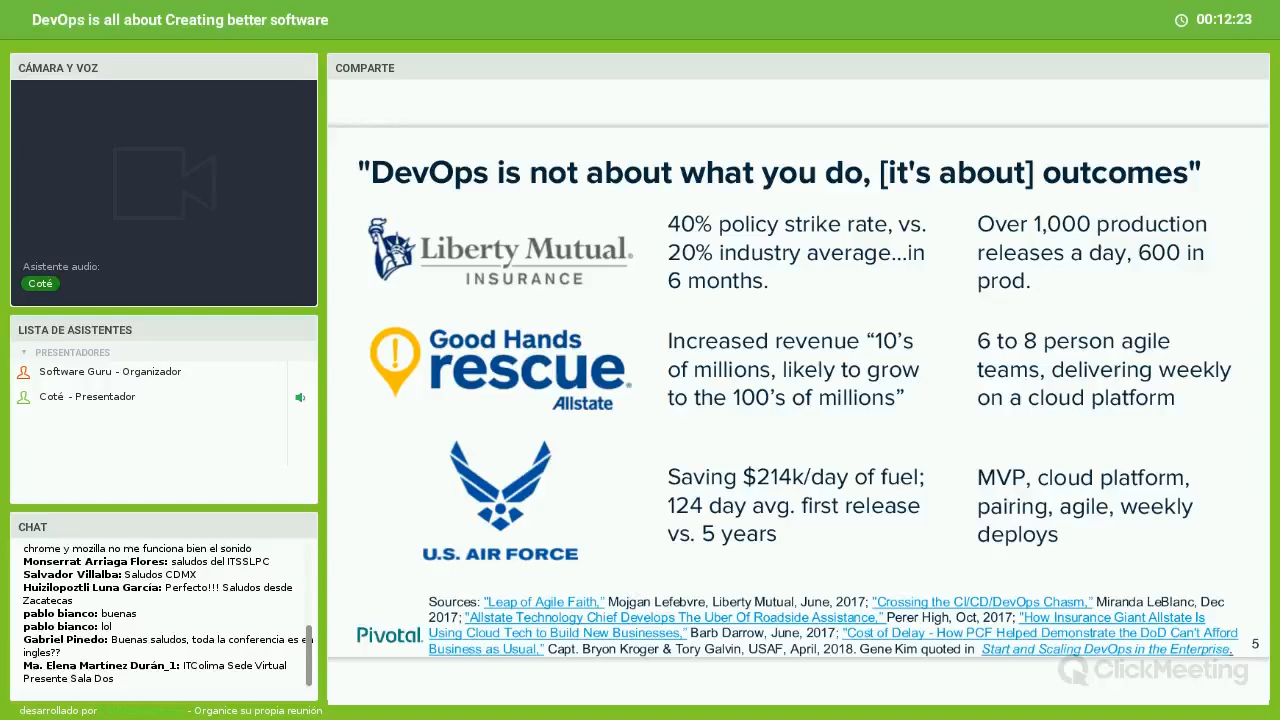 DevOps is all about Creating better software
00:12:23
CÁMARA Y VOZ
Asistente audio:
Coté
LISTA DE ASISTENTES
PRESENTADORES
Software Guru - Organizador
Coté - Presentador
CHAT
chrome y mozilla no me funciona bien el sonido
Monserrat Arriaga Flores: saludos del ITSSLPC
Salvador Villalba: Saludos CDMX
Huizilopoztli Luna García: Perfecto!!! Saludos desde
Zacatecas
pablo bianco: buenas
pablo bianco: lol
Gabriel Pinedo: Buenas saludos, toda la conferencia es en
ingles??
Ma. Elena Martínez Durán_1: ITColima Sede Virtual
Presente Sala Dos
desarrollado por - Organice su propia reunión
COMPARTE
"DevOps is not about what you do, [it's about] outcomes"
Liberty Mutual®
INSURANCE
40% policy strike rate, vs.
20% industry average...in
6 months.
Over 1,000 production
releases a day, 600 in
prod.
Good Hands
rescue®
Allstate
Increased revenue “10’s
of millions, likely to grow
to the 100’s of millions”
6 to 8 person agile
teams, delivering weekly
on a cloud platform
U.S. AIR FORCE
Saving $214k/day of fuel;
124 day avg. first release
vs. 5 years
MVP, cloud platform,
pairing, agile, weekly
deploys
Sources: "Leap of Agile Faith," Mojgan Lefebvre, Liberty Mutual, June, 2017; "Crossing the CI/CD/DevOps Chasm," Miranda LeBlanc, Dec
2017; "Allstate Technology Chief Develops The Uber Of Roadside Assistance," Perer High, Oct, 2017; "How Insurance Giant Allstate Is
Using Cloud Tech to Build New Businesses," Barb Darrow, June, 2017; "Cost of Delay - How PCF Helped Demonstrate the DoD Can't Afford
Business as Usual," Capt. Bryon Kroger & Tory Galvin, USAF, April, 2018. Gene Kim quoted in Start and Scaling DevOps in the Enterprise.
Pivotal.
5
ClickMeeting